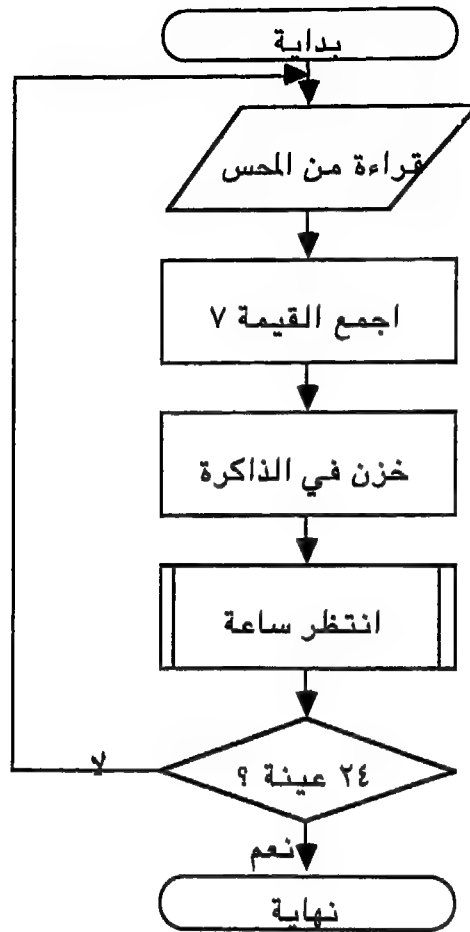 بداية
قراءة من المحس
اجمع القيمة ٧
خزن في الذاكرة
انتظر ساعة
٢٤ عينة ؟
لا
نعم
نهاية